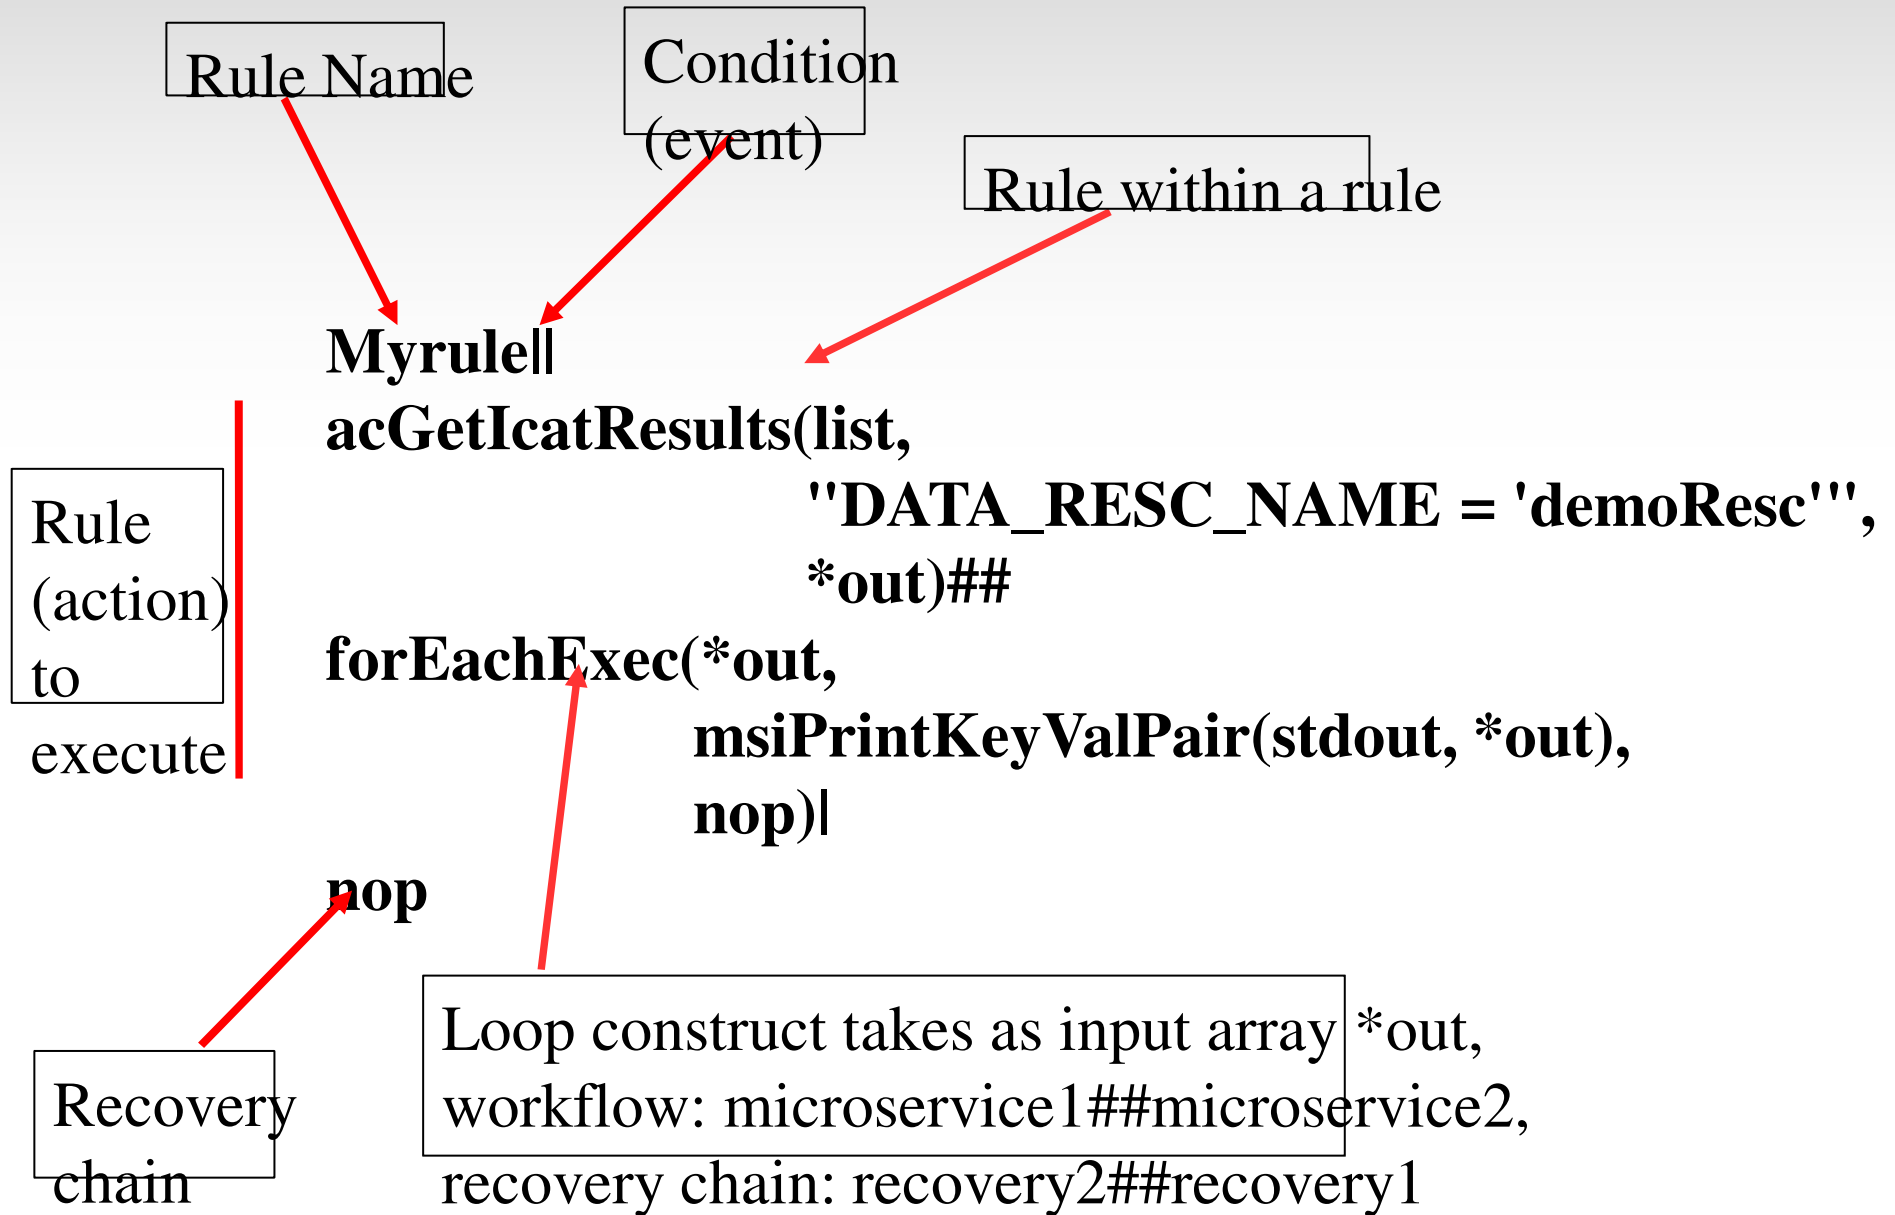 Rule Name
Condition
(event)
Rule within a rule
Myrule||
acGetIcatResults(list,
"DATA_RESC_NAME = 'demoResc'",
*out)##
forEachExec(*out,
msiPrintKeyValPair(stdout, *out),
nop)|
nop
Rule
(action)
to
execute
Loop construct takes as input array *out,
workflow: microservice1##microservice2,
recovery chain: recovery2##recovery1
Recovery
chain